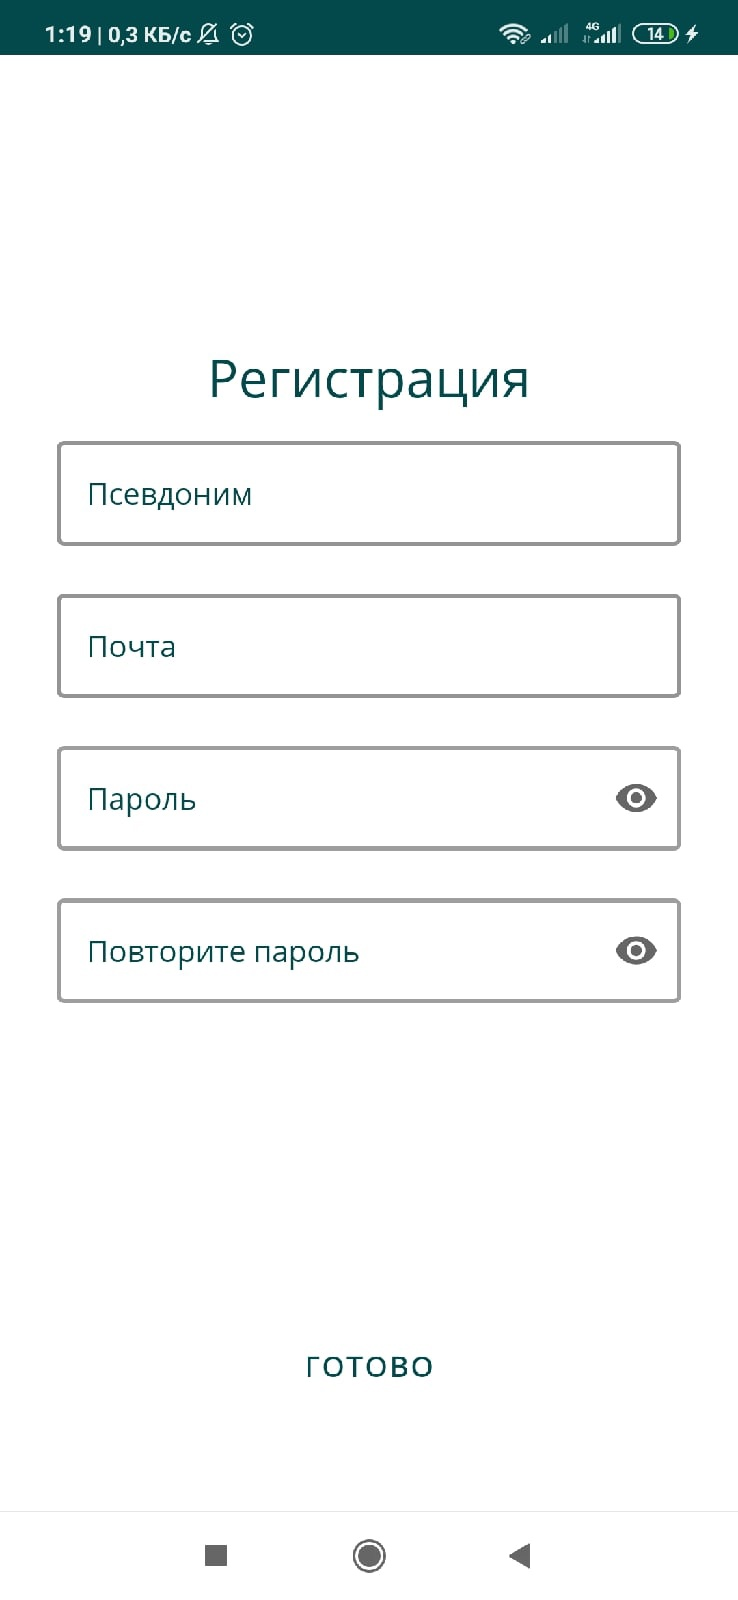 1:19 | 0,3 КБ/с 4G 14
Регистрация
Псевдоним
Почта
Пароль
Повторите пароль
ГОТОВО